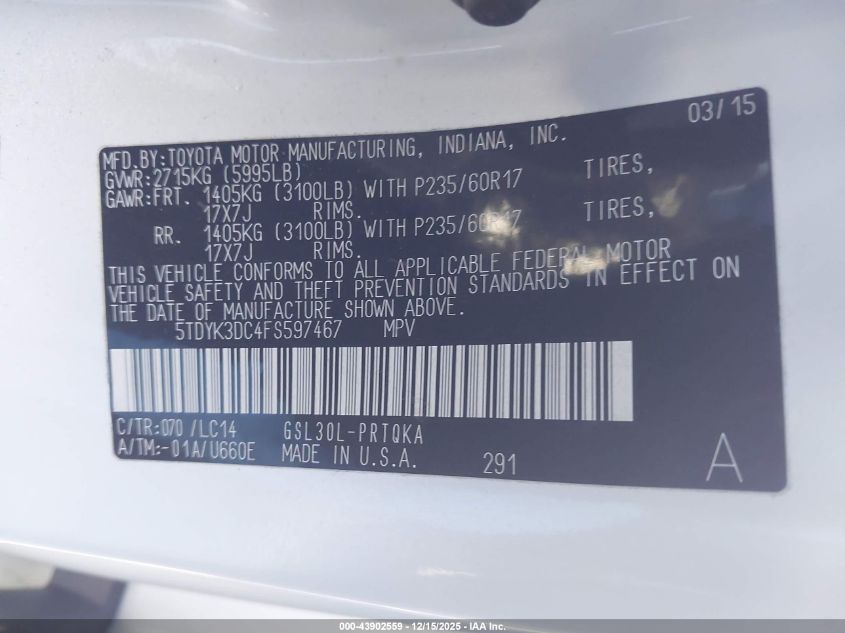 03/15
MFD.BY:TOYOTA MOTOR MANUFACTURING, INDIANA, INC.
GVWR:2715KG (5995LB)
GAWR:FRT. 1405KG (3100LB) WITH P235/60R17 TIRES,
17X7J RIMS.
RR. 1405KG (3100LB) WITH P235/60R17 TIRES,
17X7J RIMS.
THIS VEHICLE CONFORMS TO ALL APPLICABLE FEDERAL MOTOR
VEHICLE SAFETY AND THEFT PREVENTION STANDARDS IN EFFECT ON
THE DATE OF MANUFACTURE SHOWN ABOVE.
5TDYK3DC4FS597467 MPV
C/TR:070 /LC14 GSL30L-PRTQKA
A/TM:-01A/U660E MADE IN U.S.A. 291 A
000-43902559 - 12/15/2025 - IAA Inc.